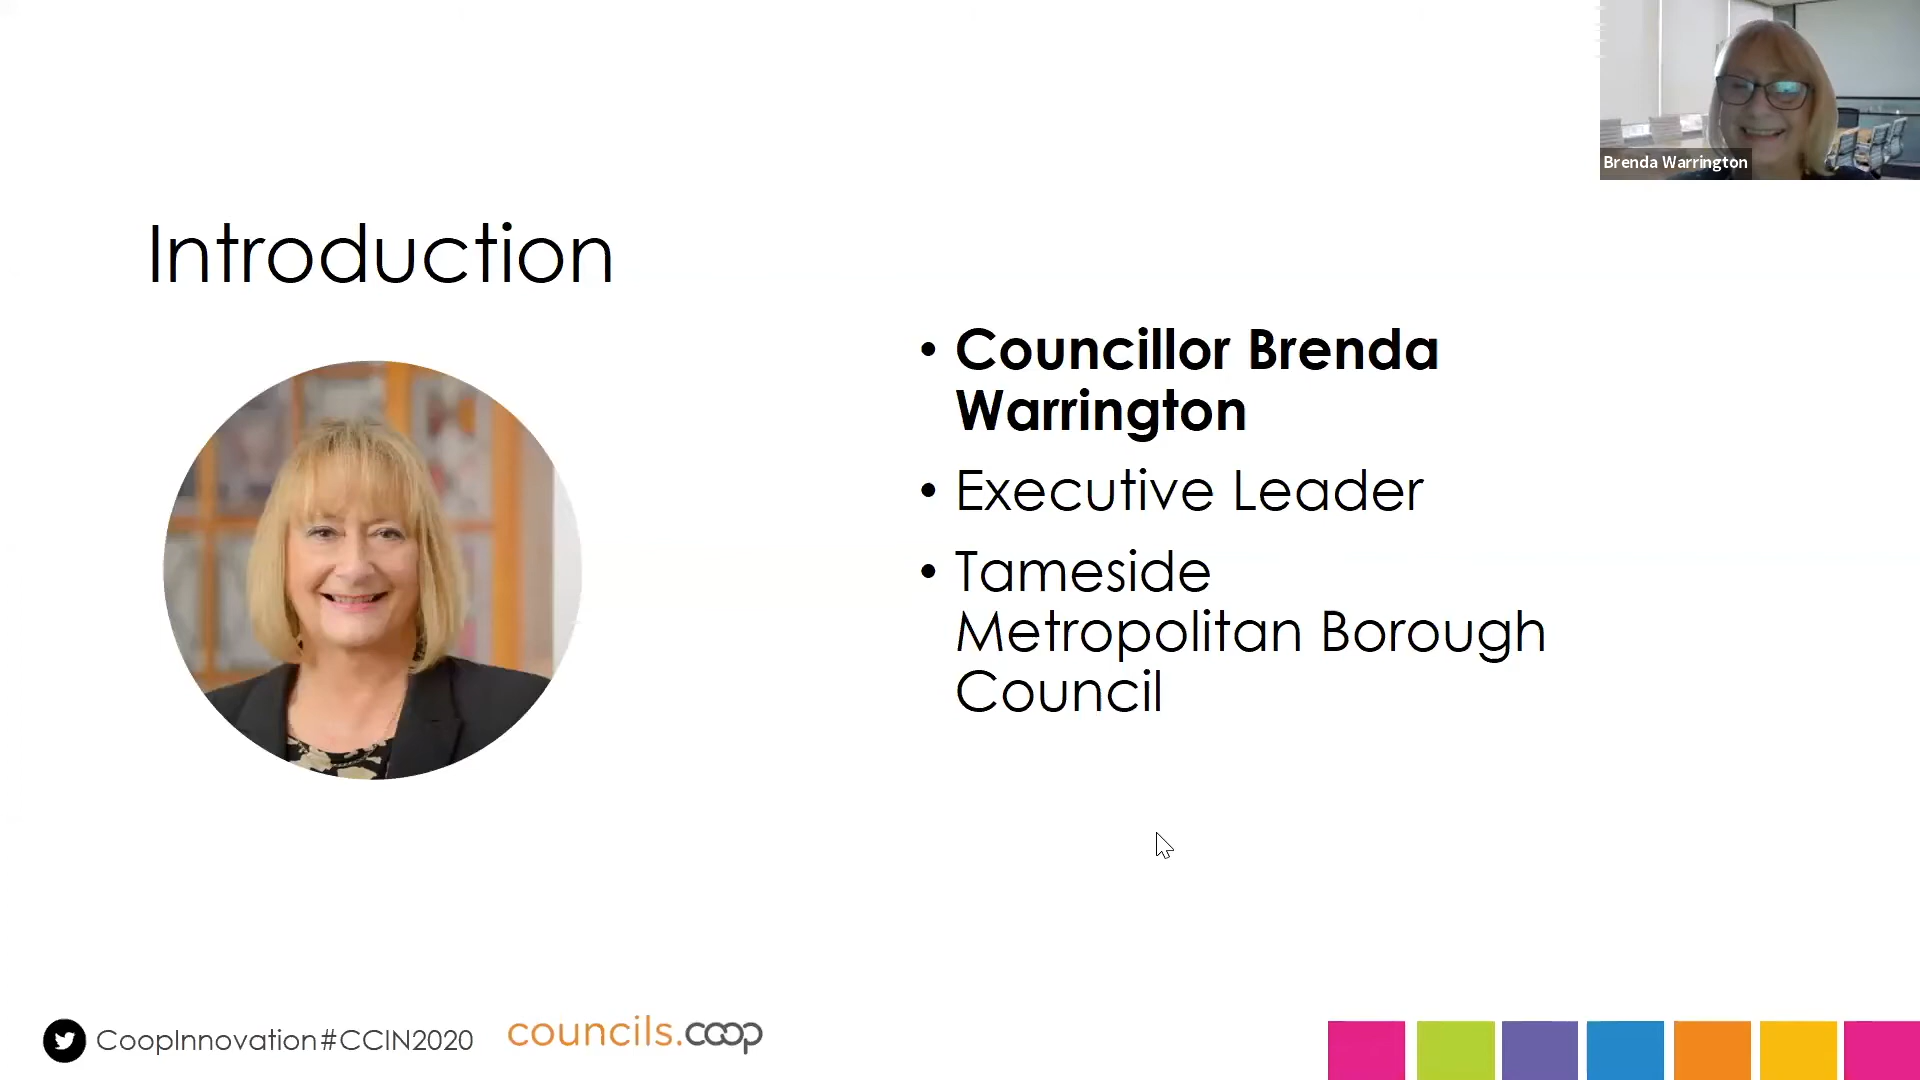 Brenda Warrington
Introduction
• Councillor Brenda
Warrington
• Executive Leader
• Tameside
Metropolitan Borough
Council
CoopInnovation#CCIN2020
councils.coop